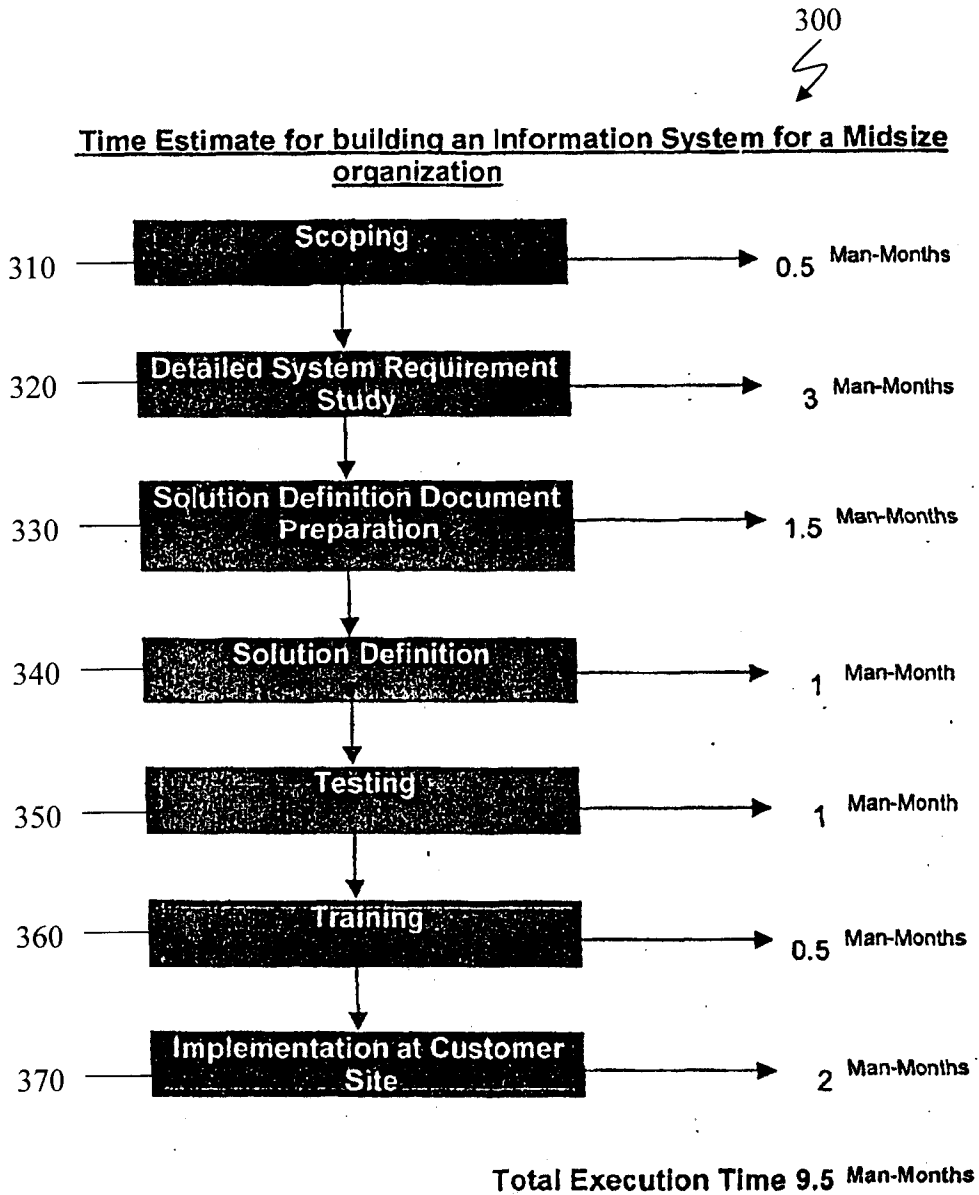 300
Time Estimate for building an Information System for a Midsize
organization
Scoping
310
0.5 Man-Months
Detailed System Requirement
Study
320
3 Man-Months
Solution Definition Document
Preparation
330
1.5 Man-Months
Solution Definition
340
1 Man-Month
Testing
350
1 Man-Month
Training
360
0.5 Man-Months
Implementation at Customer
Site
370
2 Man-Months
Total Execution Time 9.5 Man-Months